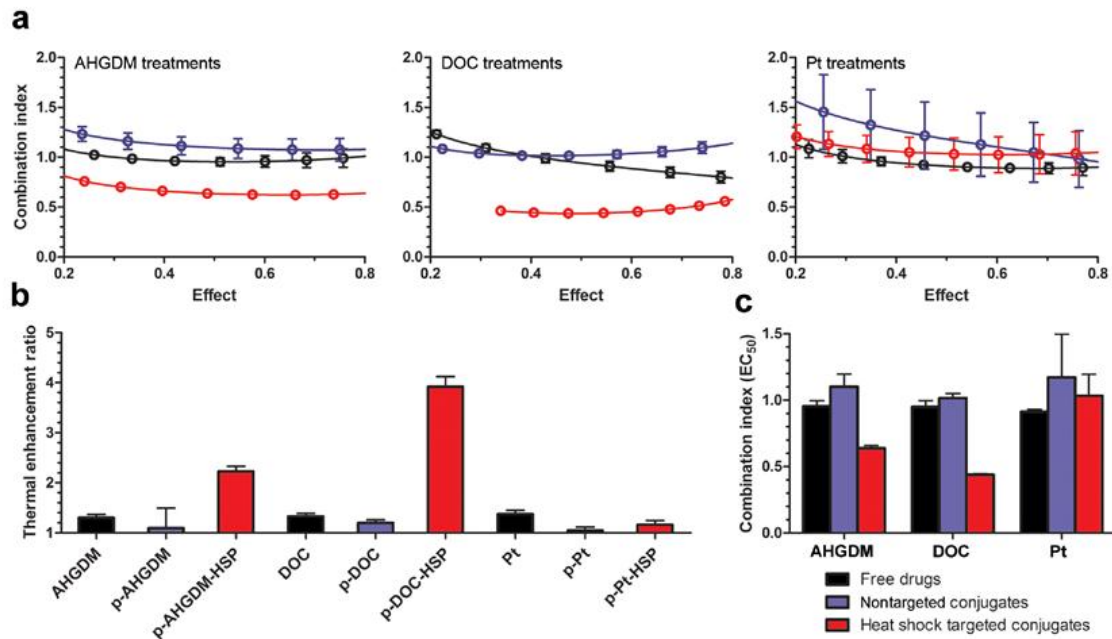 a
AHGDM treatments
DOC treatments
Pt treatments
Combination index
2.0
1.5
1.0
0.5
0.0
0.2
0.4
0.6
0.8
Effect
2.0
1.5
1.0
0.5
0.0
0.2
0.4
0.6
0.8
Effect
2.0
1.5
1.0
0.5
0.0
0.2
0.4
0.6
0.8
Effect
b
Thermal enhancement ratio
5
4
3
2
1
AHGDM
p-AHGDM
p-AHGDM-HSP
DOC
p-DOC
p-DOC-HSP
Pt
p-Pt
p-Pt-HSP
c
Combination index (EC50)
1.5
1.0
0.5
0.0
AHGDM
DOC
Pt
Free drugs
Nontargeted conjugates
Heat shock targeted conjugates